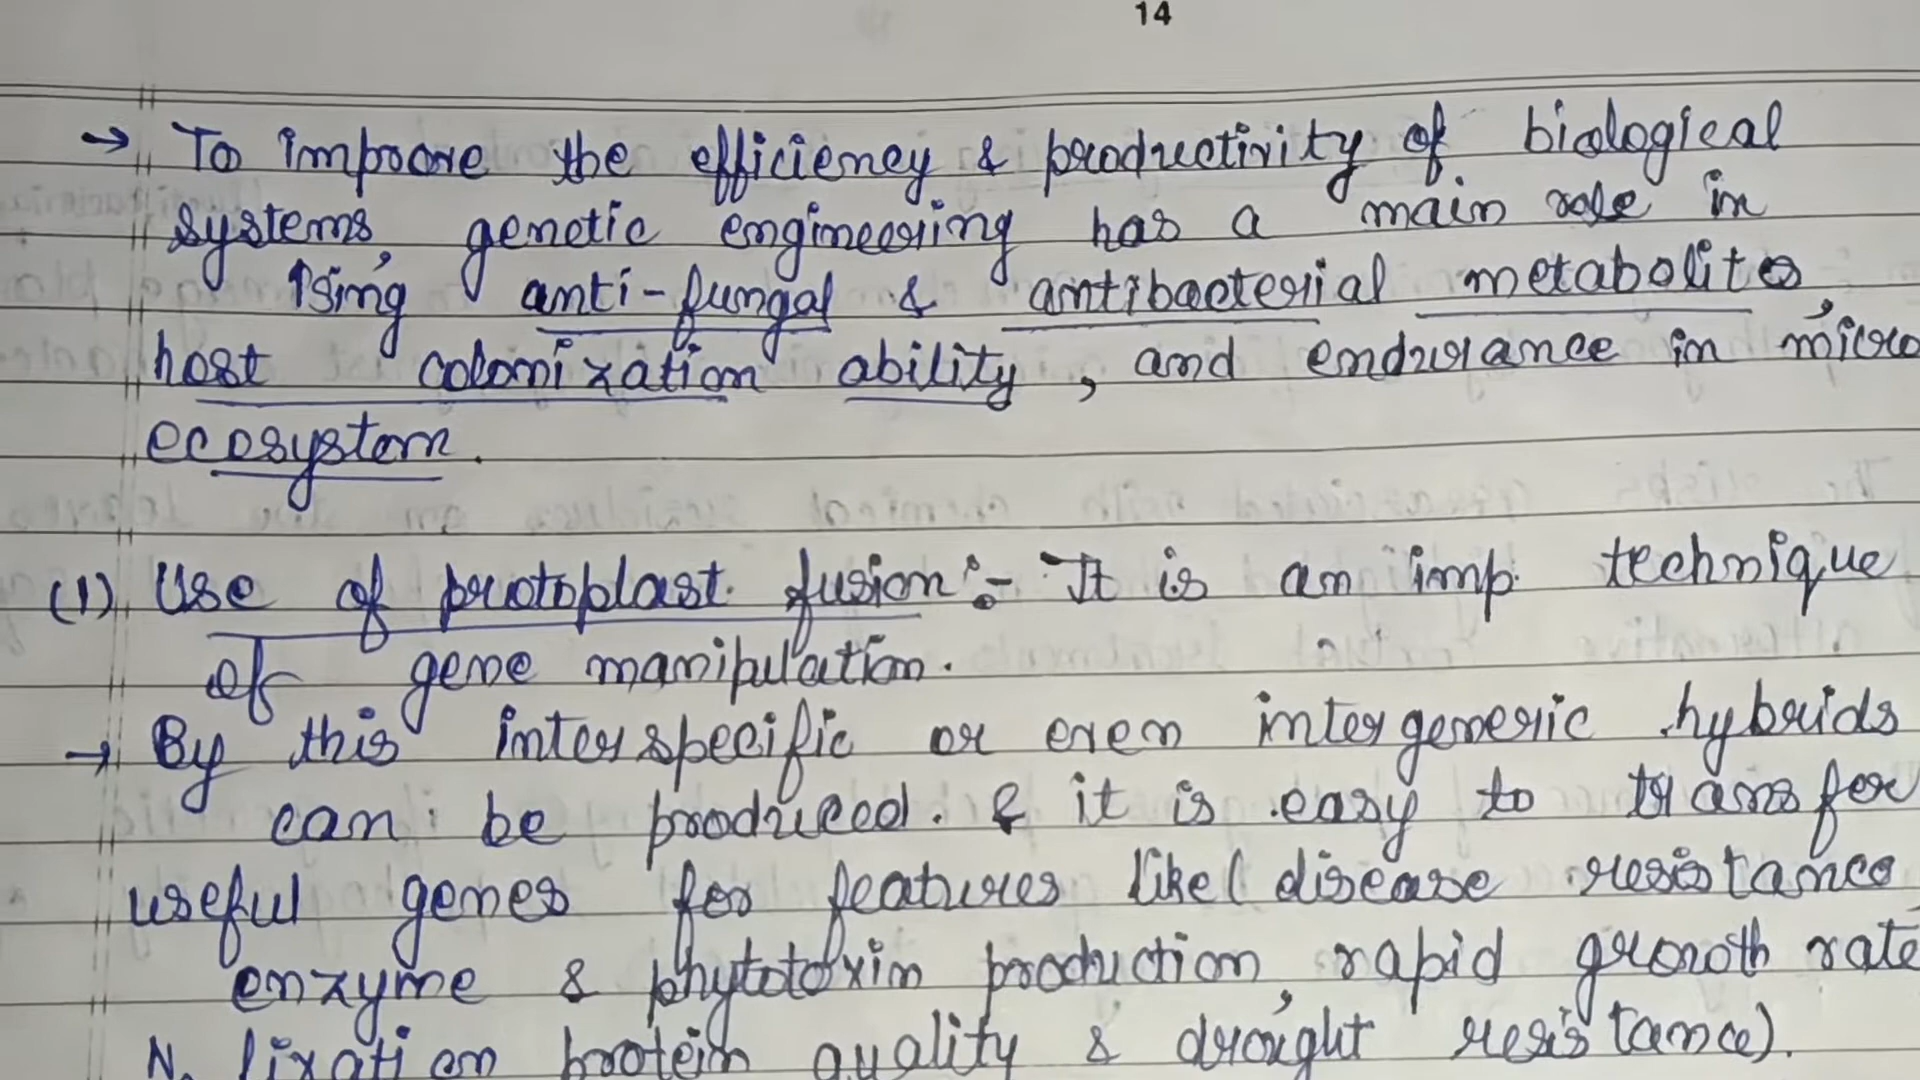 14
→ To improve the efficiency & productivity of biological
systems, genetic engineering has a main role in
↑sing anti-fungal & antibacterial metabolites,
host colonization ability, and endurance in micro
ecosystem.
(1) Use of protoplast fusion:- It is an imp. technique
of gene manipulation.
→ By this interspecific or even intergeneric hybrids
can be produced. & it is easy to transfer
useful genes for features like (disease resistance
enzyme & phytotoxin production, rapid growth rate
N2 fixation protein quality & drought resistance).